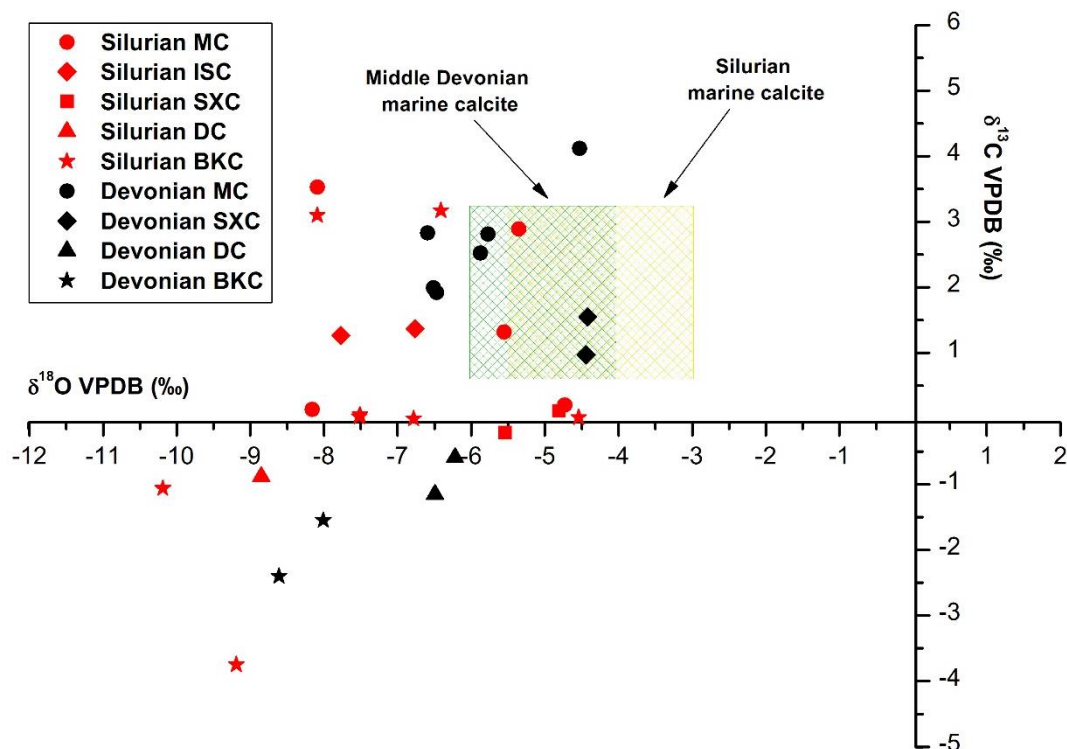 Silurian MC
Silurian ISC
Silurian SXC
Silurian DC
Silurian BKC
Devonian MC
Devonian SXC
Devonian DC
Devonian BKC
Middle Devonian
marine calcite
Silurian
marine calcite
δ¹³C VPDB (‰)
6
5
4
3
2
1
-1
-2
-3
-4
-5
δ¹⁸O VPDB (‰)
-12 -11 -10 -9 -8 -7 -6 -5 -4 -3 -2 -1 1 2